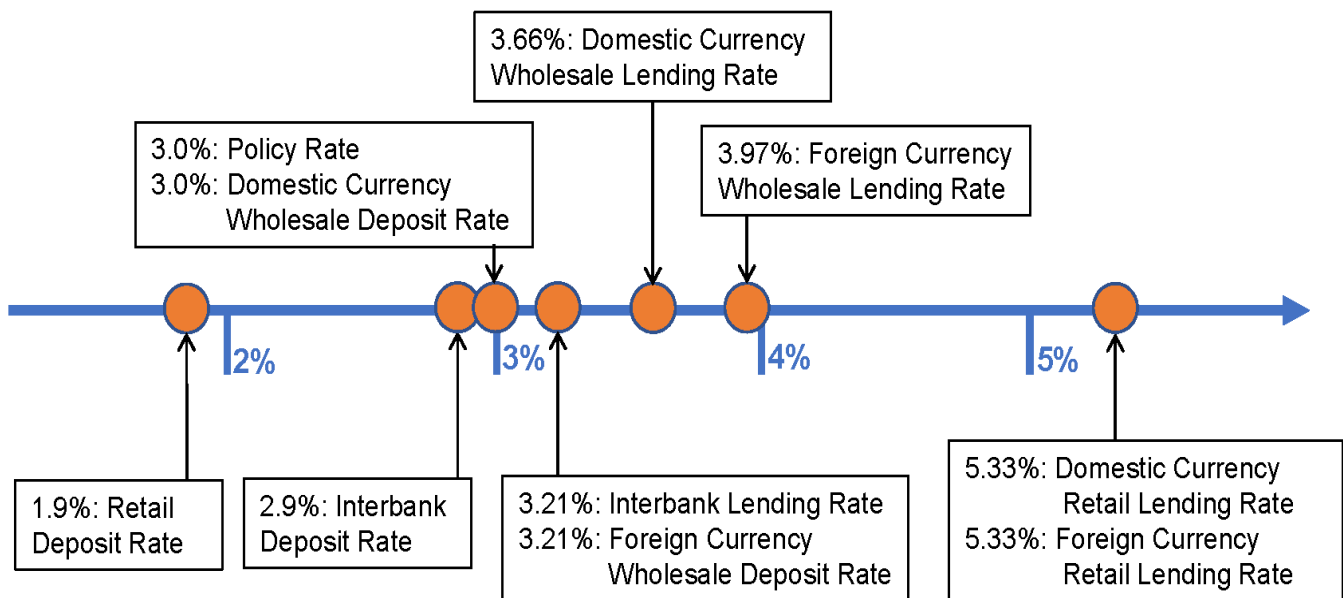 3.66%: Domestic Currency
Wholesale Lending Rate
3.0%: Policy Rate
3.0%: Domestic Currency
Wholesale Deposit Rate
3.97%: Foreign Currency
Wholesale Lending Rate
2%
3%
4%
5%
1.9%: Retail
Deposit Rate
2.9%: Interbank
Deposit Rate
3.21%: Interbank Lending Rate
3.21%: Foreign Currency
Wholesale Deposit Rate
5.33%: Domestic Currency
Retail Lending Rate
5.33%: Foreign Currency
Retail Lending Rate